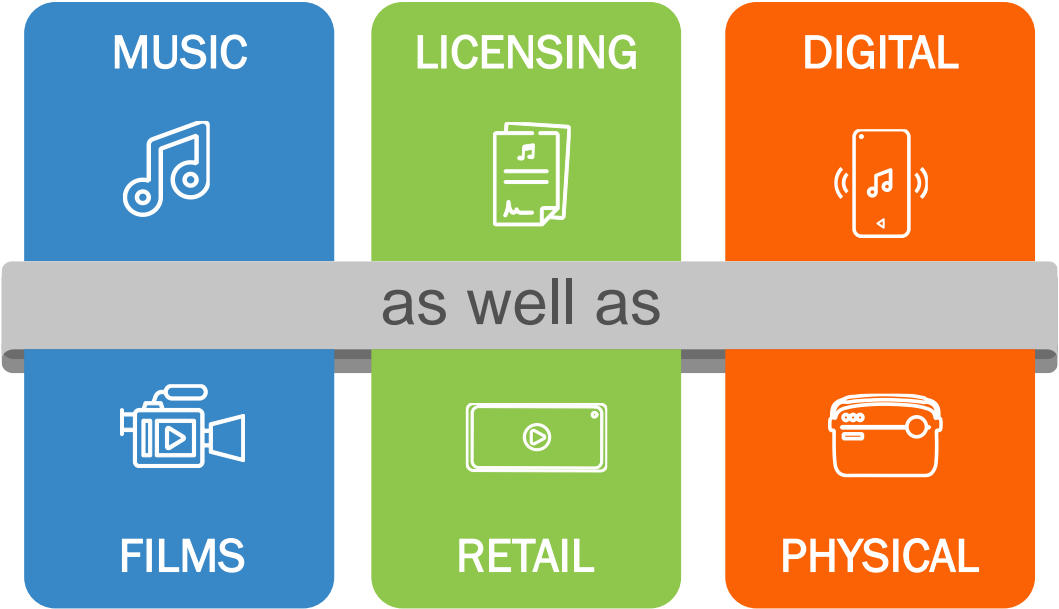 MUSIC
LICENSING
DIGITAL
as well as
FILMS
RETAIL
PHYSICAL